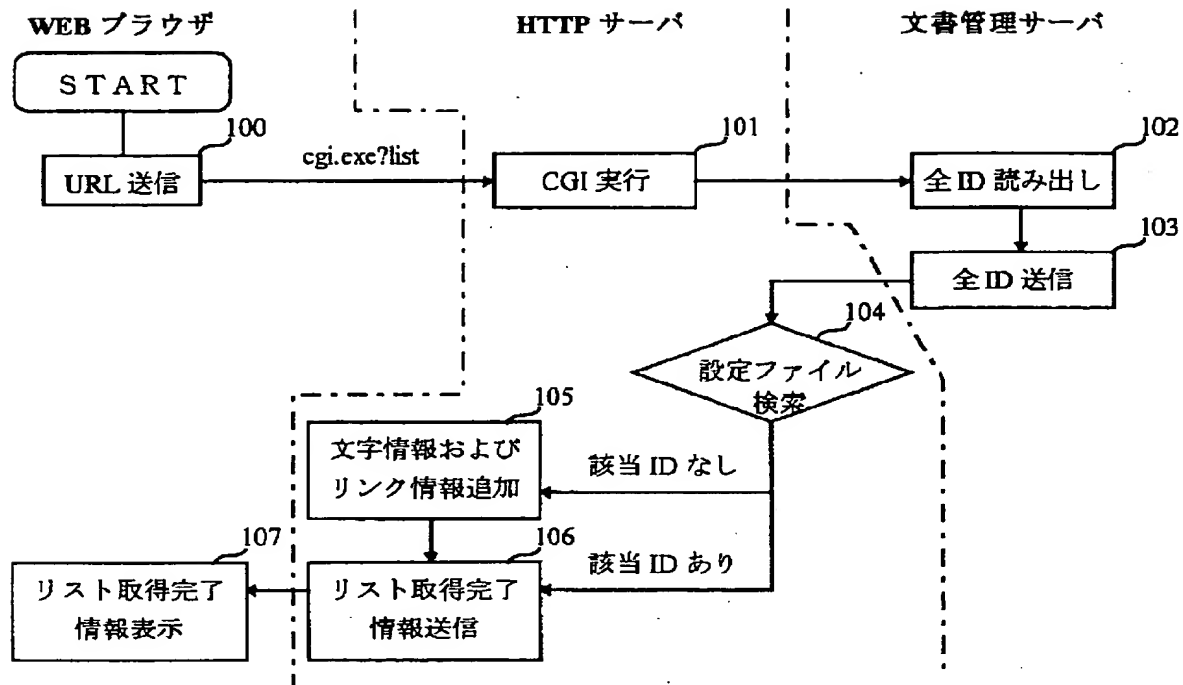 WEB ブラウザ
HTTP サーバ
文書管理サーバ
START
100
URL 送信
cgi.exe?list
101
CGI 実行
102
全 ID 読み出し
103
全 ID 送信
104
設定ファイル
検索
105
文字情報および
リンク情報追加
該当 ID なし
106
リスト取得完了
情報送信
該当 ID あり
107
リスト取得完了
情報表示